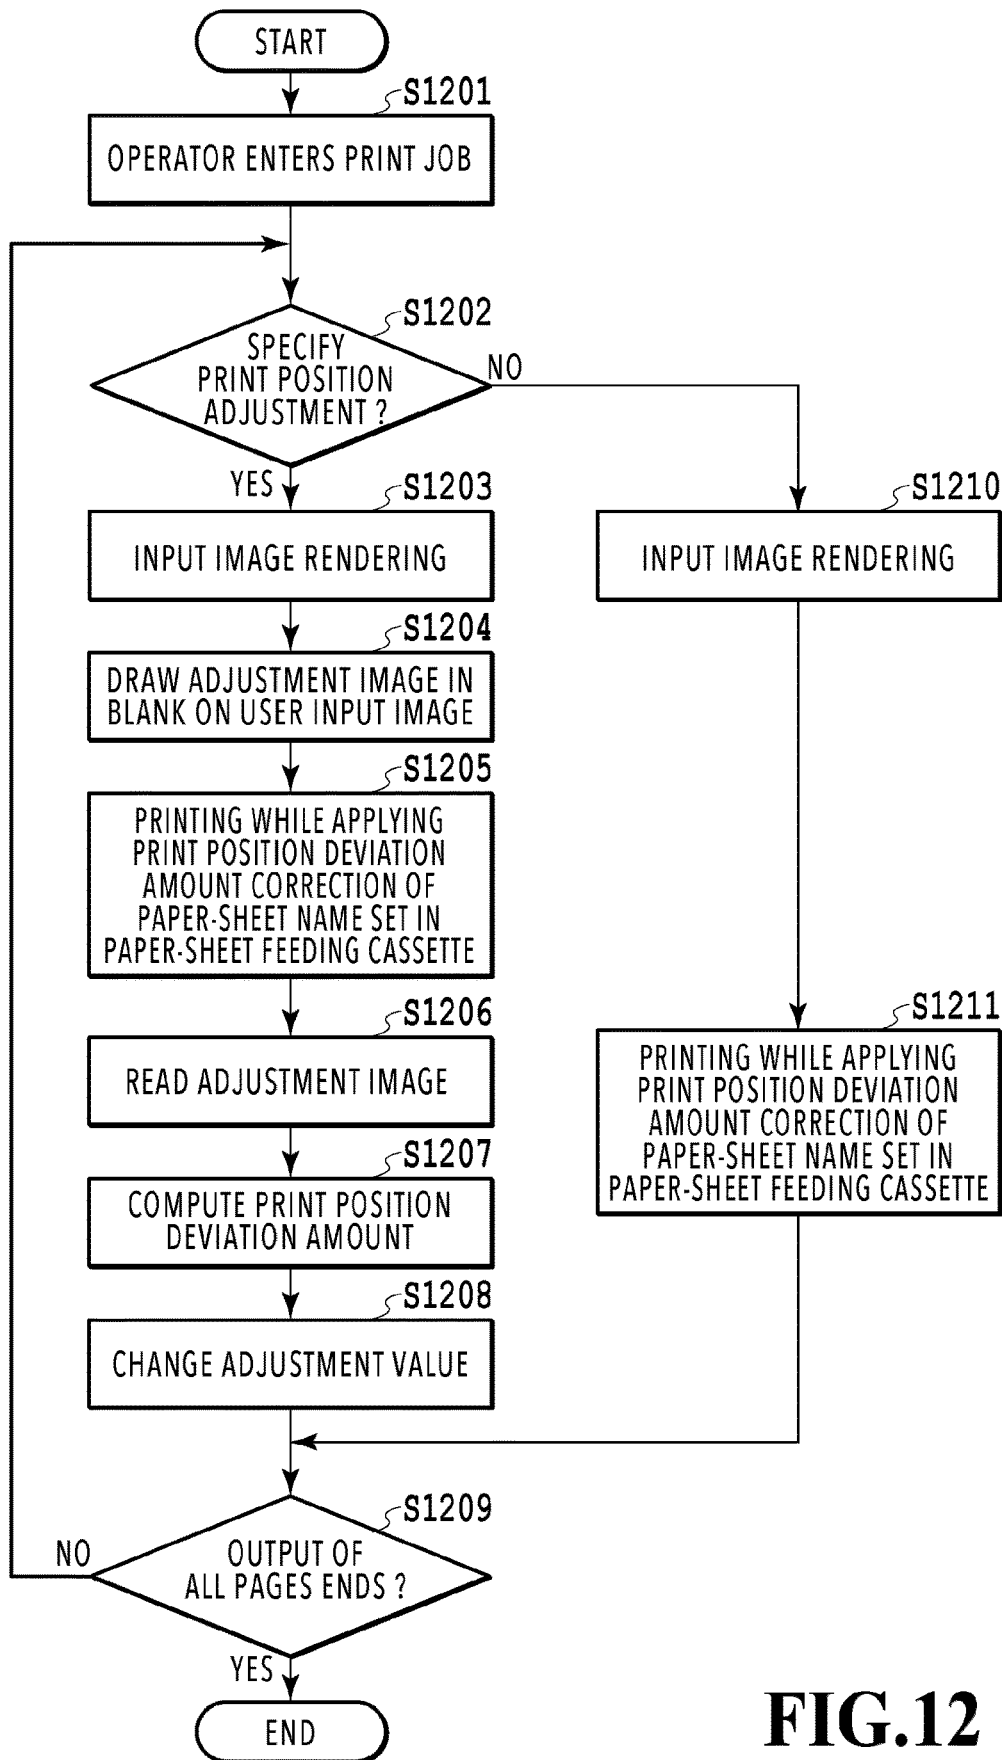 START
S1201
OPERATOR ENTERS PRINT JOB
S1202
SPECIFY
PRINT POSITION
ADJUSTMENT ?
NO
YES
S1203
INPUT IMAGE RENDERING
S1204
DRAW ADJUSTMENT IMAGE IN
BLANK ON USER INPUT IMAGE
S1205
PRINTING WHILE APPLYING
PRINT POSITION DEVIATION
AMOUNT CORRECTION OF
PAPER-SHEET NAME SET IN
PAPER-SHEET FEEDING CASSETTE
S1206
READ ADJUSTMENT IMAGE
S1207
COMPUTE PRINT POSITION
DEVIATION AMOUNT
S1208
CHANGE ADJUSTMENT VALUE
S1210
INPUT IMAGE RENDERING
S1211
PRINTING WHILE APPLYING
PRINT POSITION DEVIATION
AMOUNT CORRECTION OF
PAPER-SHEET NAME SET IN
PAPER-SHEET FEEDING CASSETTE
S1209
OUTPUT OF
ALL PAGES ENDS ?
NO
YES
END
FIG.12